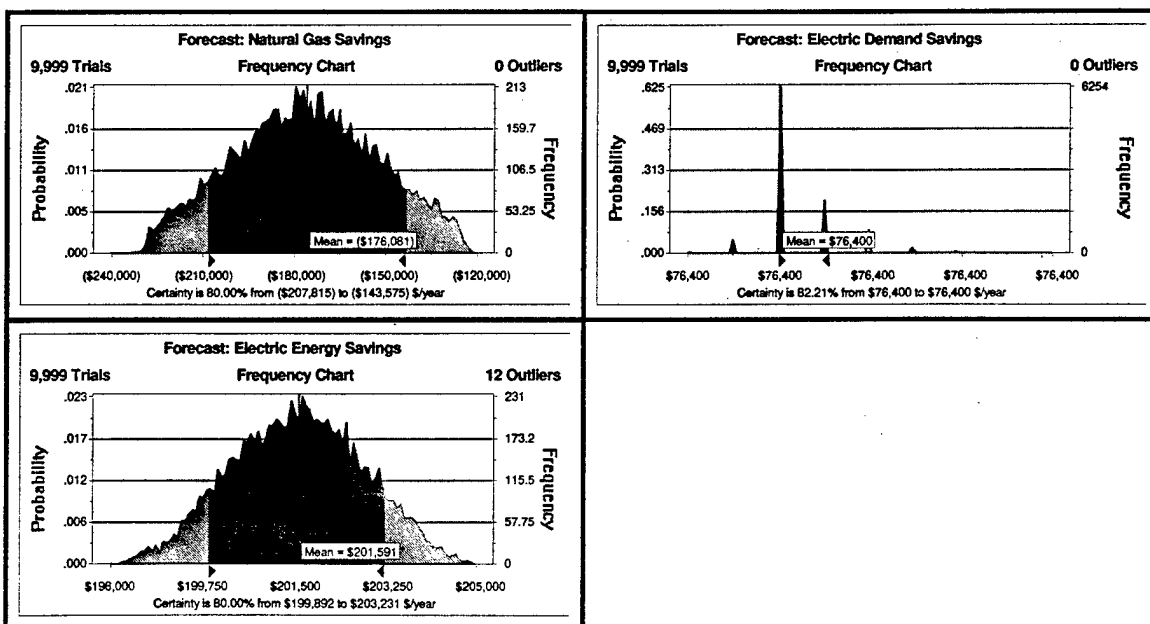 Forecast: Natural Gas Savings
9,999 Trials Frequency Chart 0 Outliers
Probability
.021
.016
.011
.005
.000
213
159.7
106.5
53.25
0
Frequency
Mean = ($176,081)
($240,000) ($210,000) ($180,000) ($150,000) ($120,000)
Certainty is 80.00% from ($207,815) to ($143,575) $/year
Forecast: Electric Demand Savings
9,999 Trials Frequency Chart 0 Outliers
Probability
.625
.469
.313
.156
.000
6254
0
Frequency
Mean = $76,400
$76,400 $76,400 $76,400 $76,400 $76,400
Certainty is 82.21% from $76,400 to $76,400 $/year
Forecast: Electric Energy Savings
9,999 Trials Frequency Chart 12 Outliers
Probability
.023
.017
.012
.006
.000
231
173.2
115.5
57.75
0
Frequency
Mean = $201,591
$198,000 $199,750 $201,500 $203,250 $205,000
Certainty is 80.00% from $199,892 to $203,231 $/year